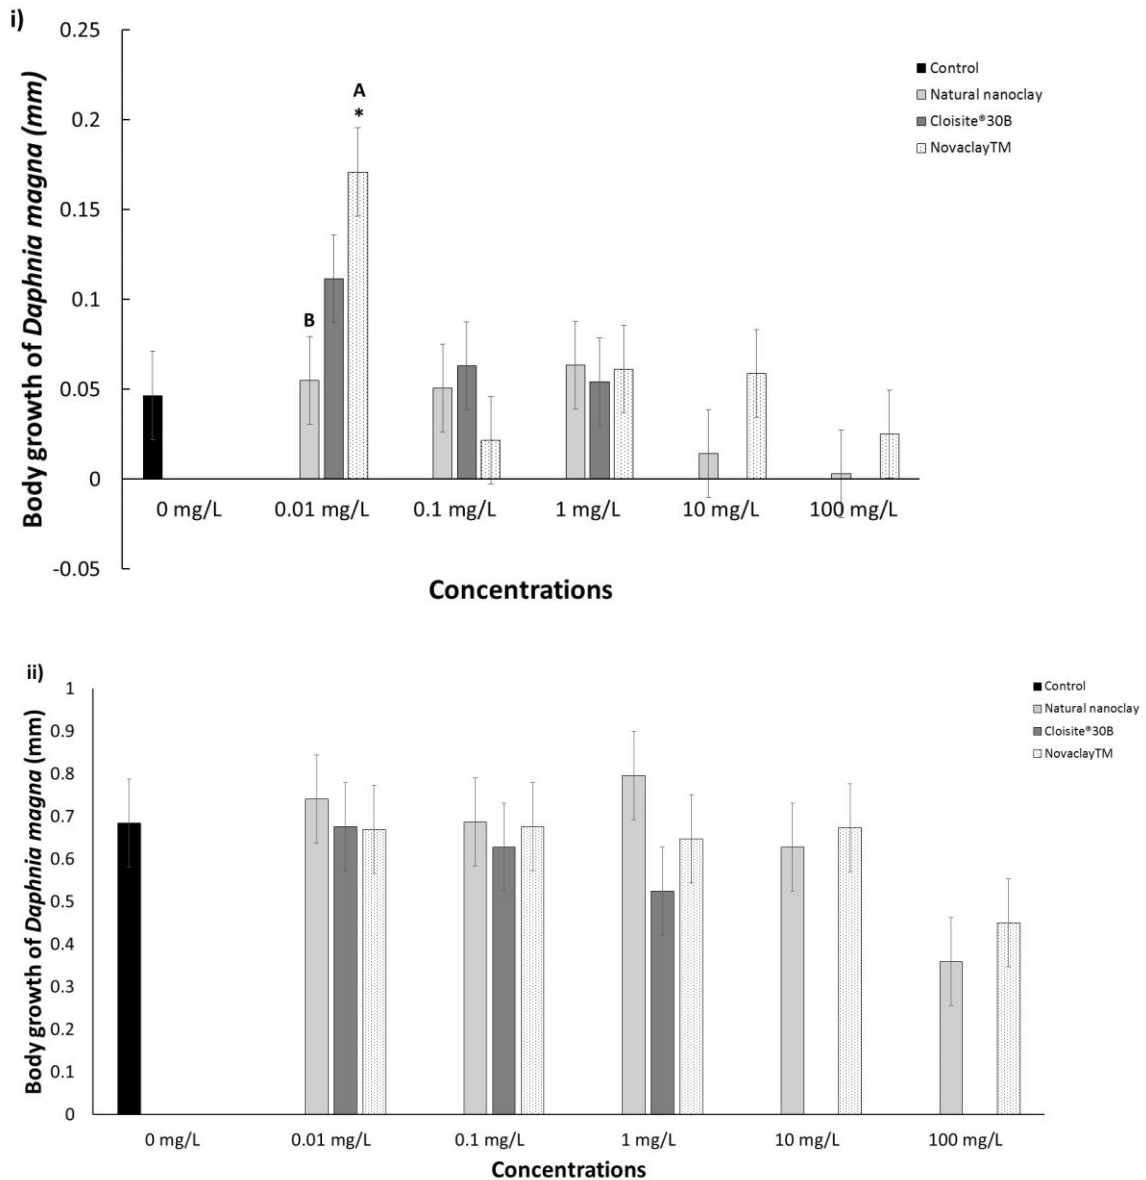 i)
Body growth of Daphnia magna (mm)
0.25
0.2
0.15
0.1
0.05
0
-0.05
A
*
B
Control
Natural nanoclay
Cloisite®30B
NovaclayTM
0 mg/L
0.01 mg/L
0.1 mg/L
1 mg/L
10 mg/L
100 mg/L
Concentrations
ii)
Body growth of Daphnia magna (mm)
1
0.9
0.8
0.7
0.6
0.5
0.4
0.3
0.2
0.1
0
Control
Natural nanoclay
Cloisite®30B
NovaclayTM
0 mg/L
0.01 mg/L
0.1 mg/L
1 mg/L
10 mg/L
100 mg/L
Concentrations